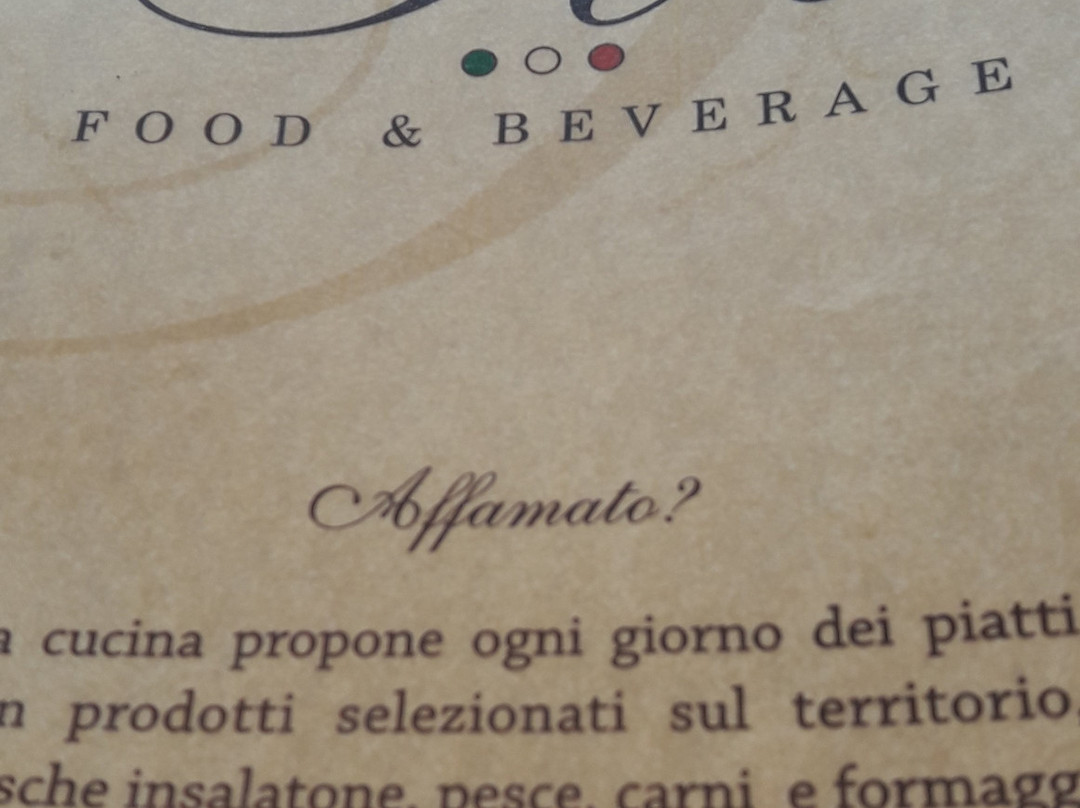 FOOD & BEVERAGE
Affamato?
cucina propone ogni giorno dei piatti
prodotti selezionati sul territorio,
insalatone, pesce, carni e